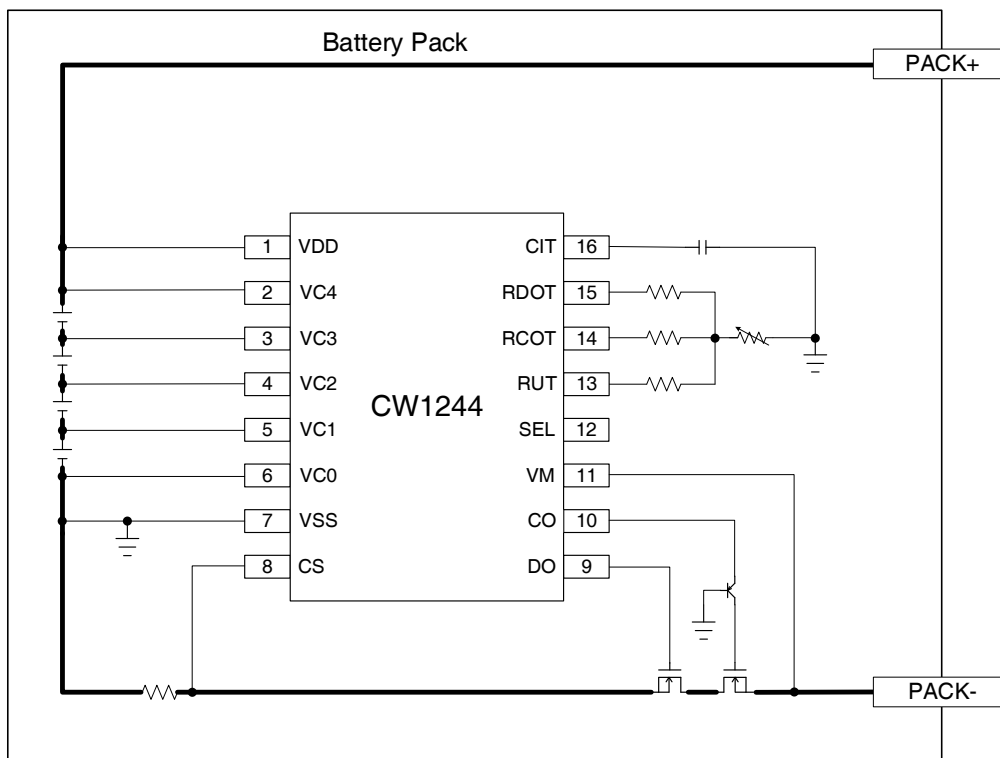 Battery Pack
PACK+
1 VDD CIT 16
2 VC4 RDOT 15
3 VC3 RCOT 14
4 VC2 RUT 13
CW1244
5 VC1 SEL 12
6 VC0 VM 11
7 VSS CO 10
8 CS DO 9
PACK-